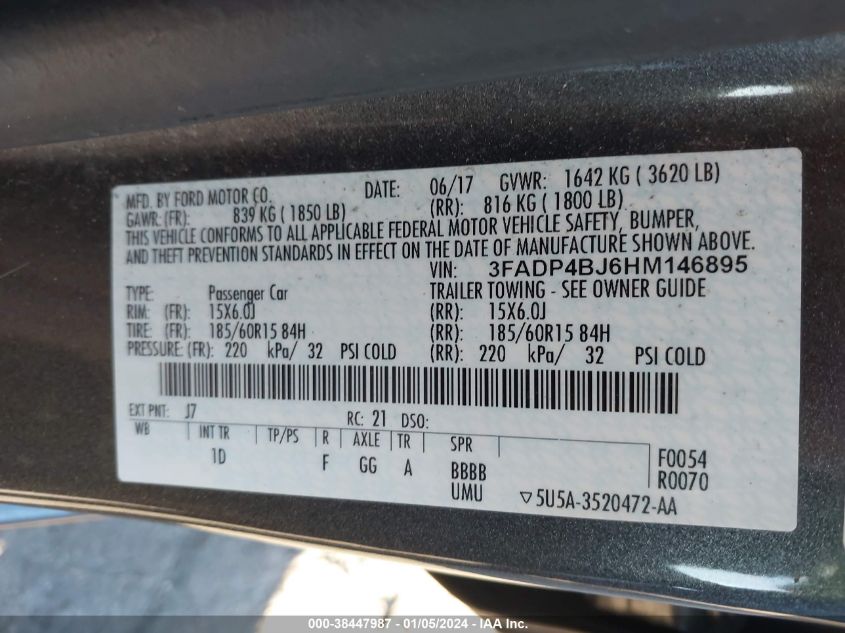 MFD. BY FORD MOTOR CO. DATE: 06/17 GVWR: 1642 KG ( 3620 LB)
GAWR: (FR): 839 KG ( 1850 LB) (RR): 816 KG ( 1800 LB)
THIS VEHICLE CONFORMS TO ALL APPLICABLE FEDERAL MOTOR VEHICLE SAFETY, BUMPER,
AND THEFT PREVENTION STANDARDS IN EFFECT ON THE DATE OF MANUFACTURE SHOWN ABOVE.
VIN: 3FADP4BJ6HM146895
TYPE: Passenger Car TRAILER TOWING - SEE OWNER GUIDE
RIM: (FR): 15X6.0J (RR): 15X6.0J
TIRE: (FR): 185/60R15 84H (RR): 185/60R15 84H
PRESSURE: (FR): 220 kPa/ 32 PSI COLD (RR): 220 kPa/ 32 PSI COLD
EXT PNT: J7 RC: 21 DSO:
WB INT TR TP/PS R AXLE TR SPR F0054
1D F GG A BBBB R0070
UMU ▽5U5A-3520472-AA
000-38447987 - 01/05/2024 - IAA Inc.